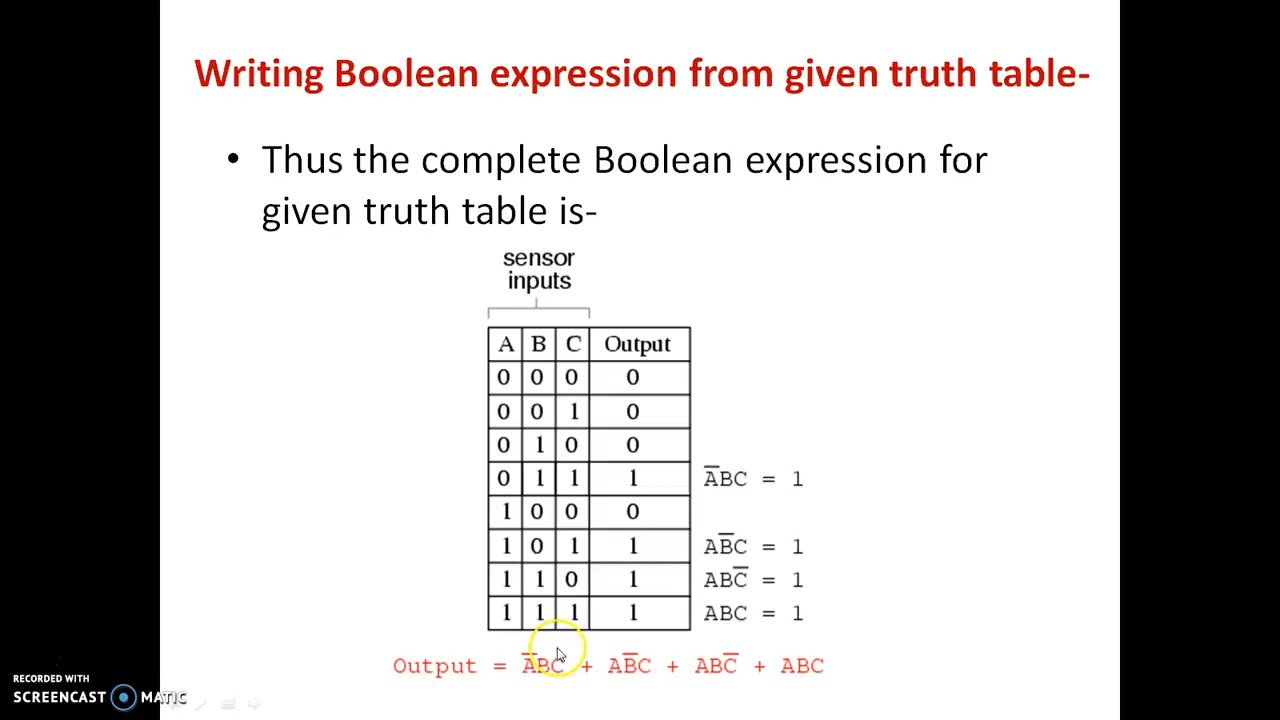 Writing Boolean expression from given truth table-
• Thus the complete Boolean expression for
given truth table is-
sensor
inputs
A B C Output
0 0 0 0
0 0 1 0
0 1 0 0
0 1 1 1 A̅BC = 1
1 0 0 0
1 0 1 1 AB̅C = 1
1 1 0 1 ABC̅ = 1
1 1 1 1 ABC = 1
Output = A̅BC + AB̅C + ABC̅ + ABC
RECORDED WITH
SCREENCAST MATIC